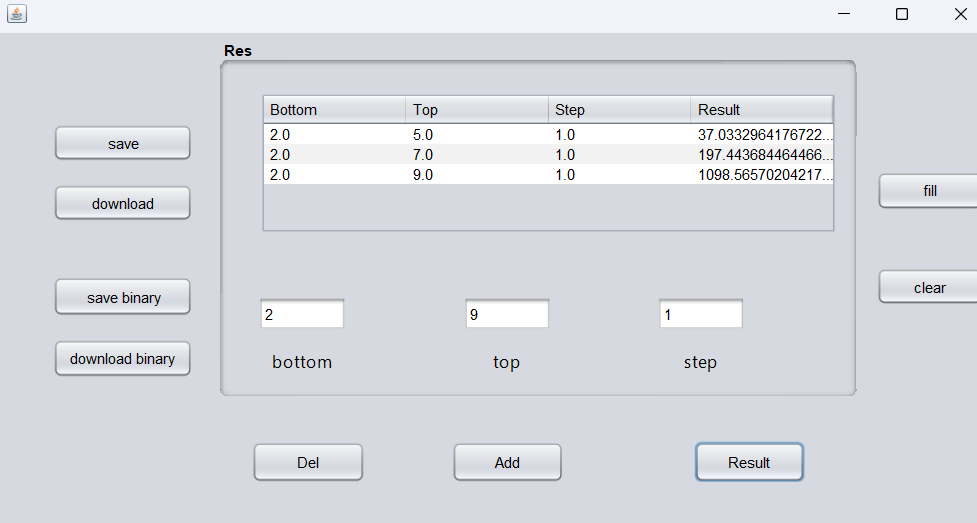 Res
Bottom Top Step Result
2.0 5.0 1.0 37.0332964176722...
2.0 7.0 1.0 197.443684464466...
2.0 9.0 1.0 1098.56570204217...
save
download
save binary
download binary
fill
clear
2 9 1
bottom top step
Del Add Result